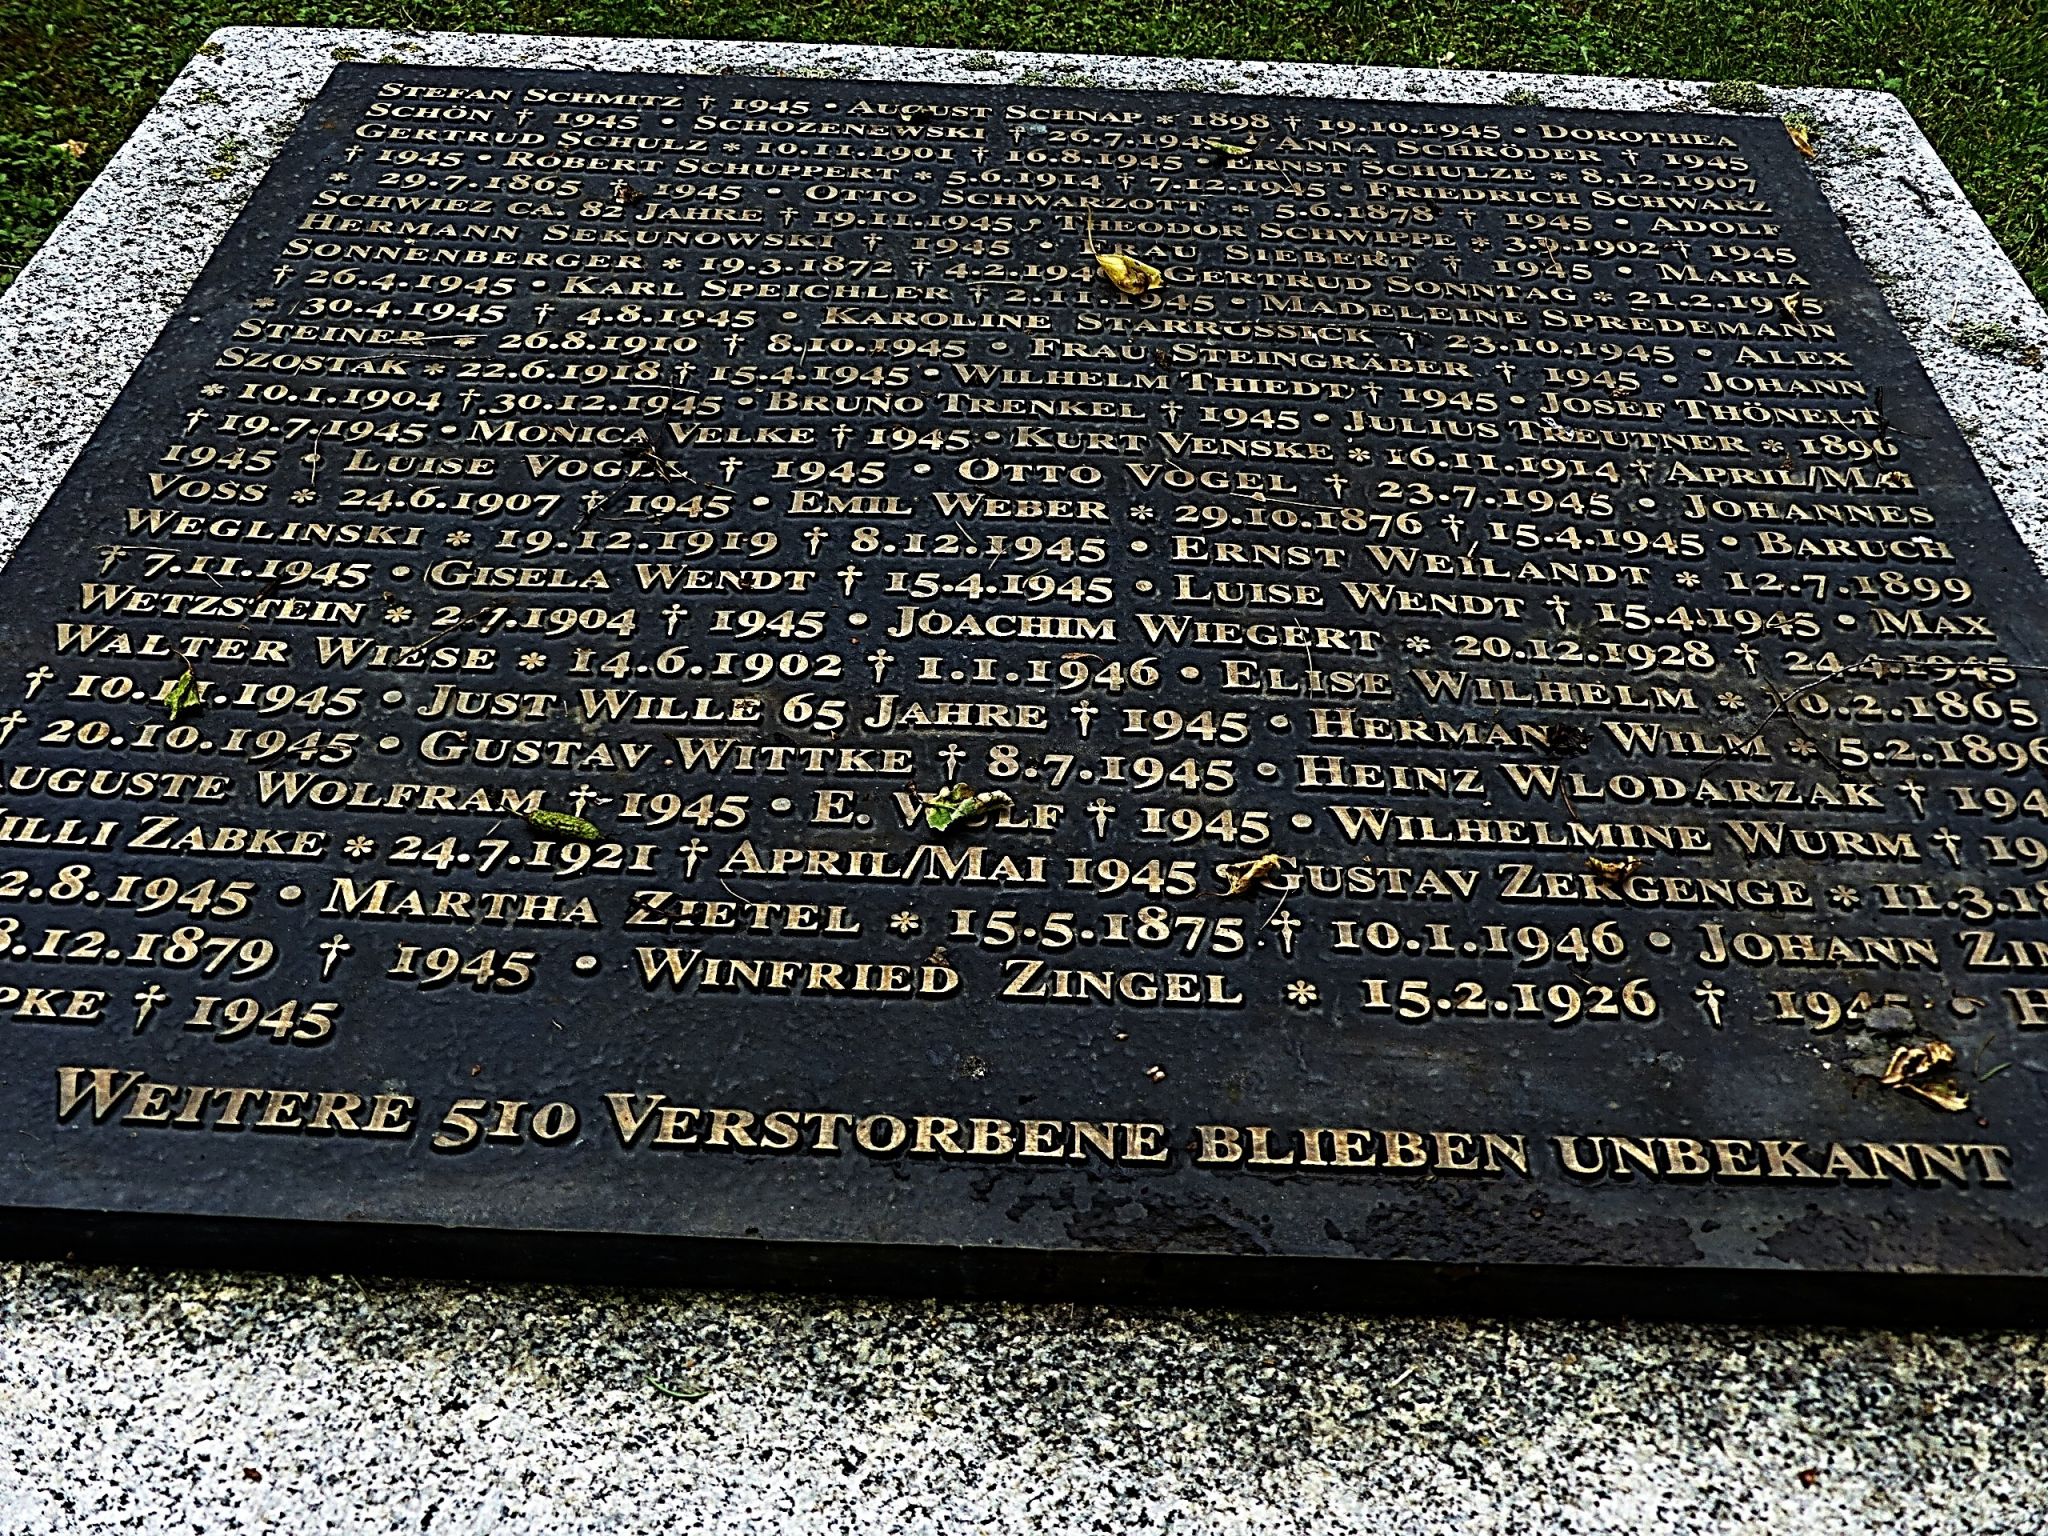 Stefan Schmitz † 1945 • August Schnap * 1898 † 19.10.1945 • Dorothea
Schön † 1945 • Schozenewski † 26.7.1945 • Anna Schröder † 1945
Gertrud Schulz * 10.11.1901 † 16.8.1945 • Ernst Schulze * 8.12.1907
† 1945 • Robert Schuppert * 5.6.1914 † 7.12.1945 • Friedrich Schwarz
* 29.7.1865 † 1945 • Otto Schwarzott * 5.6.1878 † 1945 • Adolf
Schwiez ca. 82 Jahre † 19.11.1945 • Theodor Schwippe * 3.9.1902 † 1945
Hermann Sekunowski † 1945 • Frau Siebert † 1945 • Maria
Sonnenberger * 19.3.1872 † 4.2.194 Gertrud Sonntag * 21.2.1
† 26.4.1945 • Karl Speichler † 2.11.1945 • Madeleine Spredemann
* 30.4.1945 † 4.8.1945 • Karoline Starrossick † 23.10.1945 • Alex
Steiner * 26.8.1910 † 8.10.1945 • Frau Steingräber † 1945 • Johann
Szostak * 22.6.1918 † 15.4.1945 • Wilhelm Thiedt † 1945 • Josef Thönelt
* 10.1.1904 † 30.12.1945 • Bruno Trenkel † 1945 • Julius Treutner * 1896
† 19.7.1945 • Monica Velke † 1945 • Kurt Venske * 16.11.1914 † April/Mai
1945 • Luise Vogel † 1945 • Otto Vogel † 23.7.1945 • Johannes
Voss * 24.6.1907 † 1945 • Emil Weber * 29.10.1876 † 15.4.1945 • Baruch
Weglinski * 19.12.1919 † 8.12.1945 • Ernst Weilandt * 12.7.1899
† 7.11.1945 • Gisela Wendt † 15.4.1945 • Luise Wendt † 15.4.1945 • Max
Wetzstein * 2.7.1904 † 1945 • Joachim Wiegert * 20.12.1928 † 24.4.1945
Walter Wiese * 14.6.1902 † 1.1.1946 • Elise Wilhelm * 10.2.1865
† 10.11.1945 • Just Wille 65 Jahre † 1945 • Hermann Wilm * 5.2.1896
† 20.10.1945 • Gustav Wittke † 8.7.1945 • Heinz Wlodarzak † 194
Auguste Wolfram † 1945 • E. Wolf † 1945 • Wilhelmine Wurm † 19
illi Zabke * 24.7.1921 † April/Mai 1945 Gustav Zergenge * 11.3.18
2.8.1945 • Martha Zietel * 15.5.1875 † 10.1.1946 • Johann Zim
8.12.1879 † 1945 • Winfried Zingel * 15.2.1926 † 1945 • H
pke † 1945
Weitere 510 Verstorbene blieben unbekannt